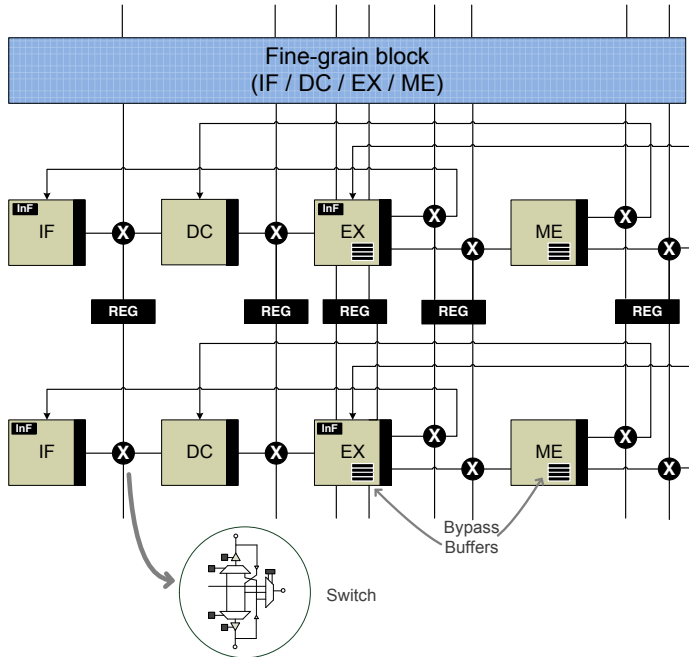 Fine-grain block
(IF / DC / EX / ME)
InF
IF
X
DC
X
InF
EX
X
X
ME
X
X
REG
REG
REG
REG
REG
InF
IF
X
DC
X
InF
EX
X
X
ME
X
X
Bypass
Buffers
Switch